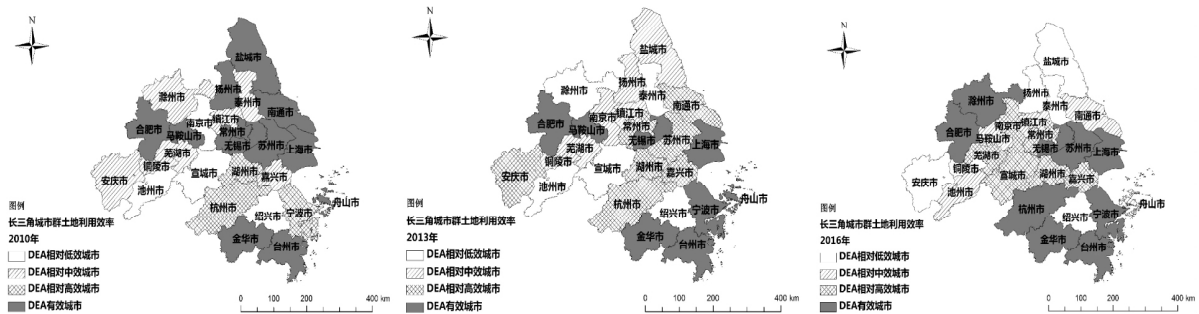 N
盐城市
扬州市
泰州市
滁州市
南通市
镇江市
南京市
常州市
合肥市
马鞍山市
无锡市
苏州市
上海市
芜湖市
铜陵市
宣城市
湖州市
嘉兴市
安庆市
池州市
杭州市
绍兴市
宁波市
舟山市
金华市
台州市
图例
长三角城市群土地利用效率
2010年
DEA相对低效城市
DEA相对中效城市
DEA相对高效城市
DEA有效城市
0 100 200 400 km
N
盐城市
扬州市
泰州市
滁州市
南通市
镇江市
南京市
常州市
合肥市
马鞍山市
无锡市
苏州市
上海市
芜湖市
铜陵市
宣城市
湖州市
嘉兴市
安庆市
池州市
杭州市
绍兴市
宁波市
舟山市
金华市
台州市
图例
长三角城市群土地利用效率
2013年
DEA相对低效城市
DEA相对中效城市
DEA相对高效城市
DEA有效城市
0 100 200 400 km
N
盐城市
扬州市
滁州市
泰州市
南通市
镇江市
南京市
常州市
合肥市
马鞍山市
无锡市
苏州市
上海市
芜湖市
铜陵市
宣城市
湖州市
嘉兴市
安庆市
池州市
杭州市
绍兴市
宁波市
舟山市
金华市
台州市
图例
长三角城市群土地利用效率
2016年
DEA相对低效城市
DEA相对中效城市
DEA相对高效城市
DEA有效城市
0 100 200 400 km